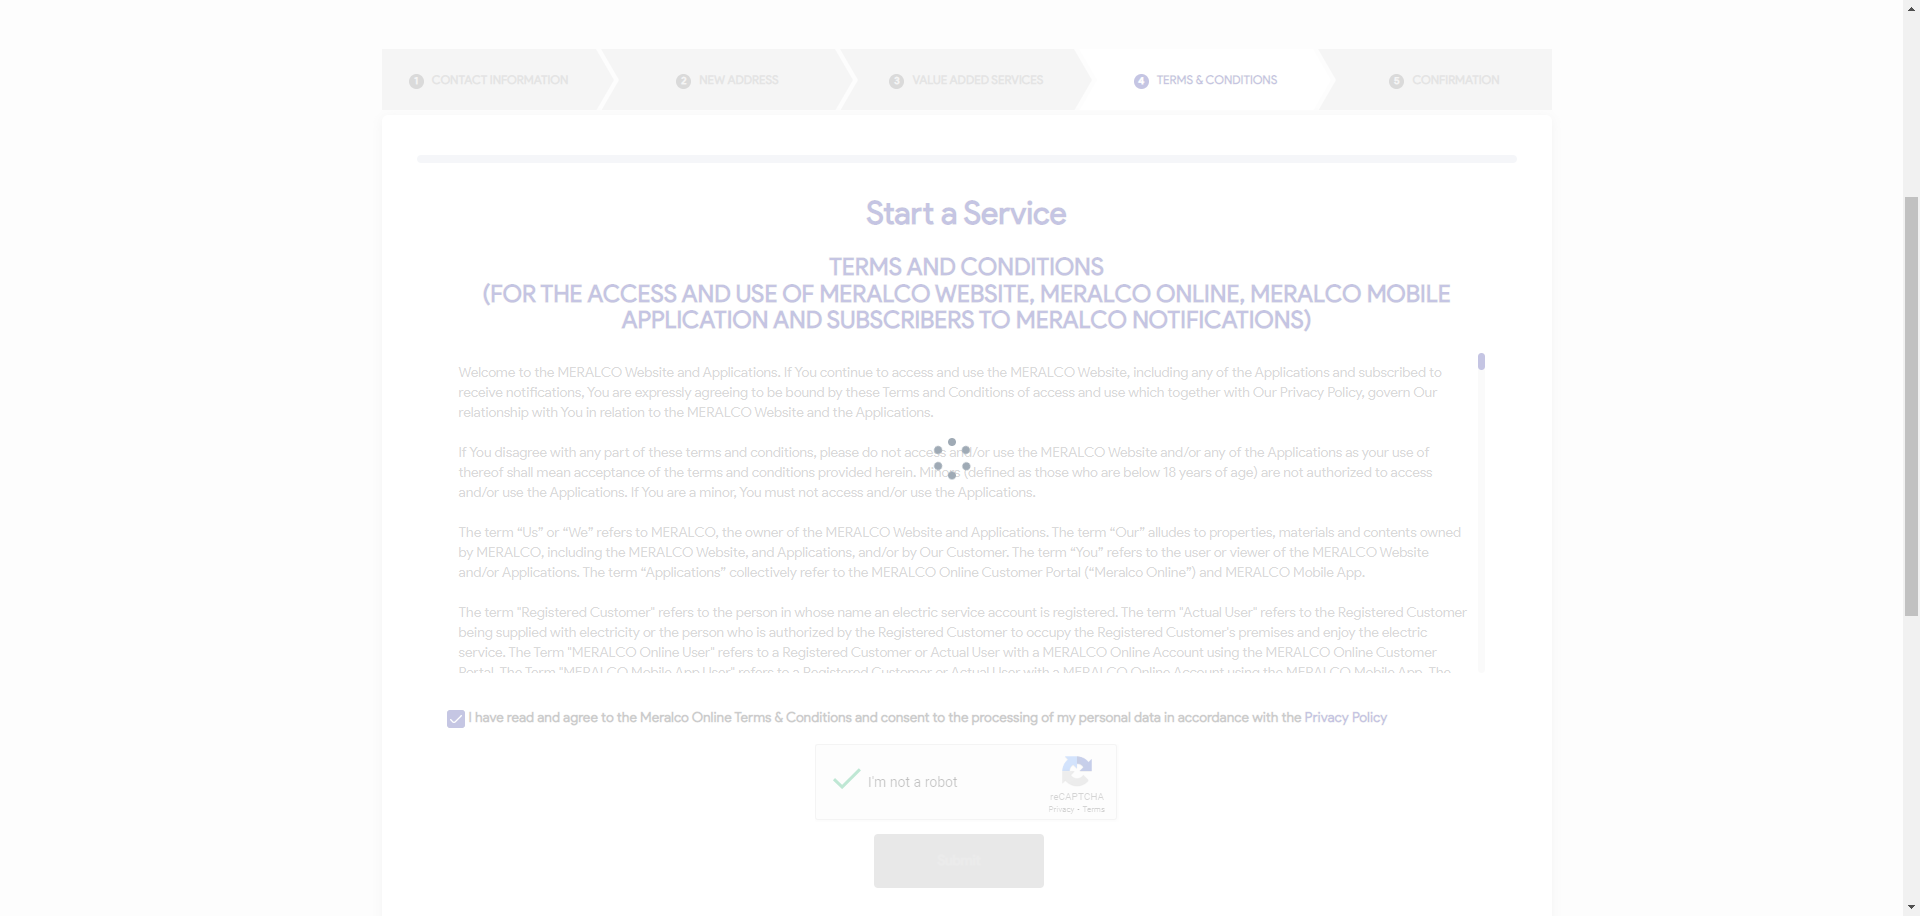 1 CONTACT INFORMATION
2 NEW ADDRESS
3 VALUE ADDED SERVICES
4 TERMS & CONDITIONS
5 CONFIRMATION
Start a Service
TERMS AND CONDITIONS
(FOR THE ACCESS AND USE OF MERALCO WEBSITE, MERALCO ONLINE, MERALCO MOBILE
APPLICATION AND SUBSCRIBERS TO MERALCO NOTIFICATIONS)
Welcome to the MERALCO Website and Applications. If You continue to access and use the MERALCO Website, including any of the Applications and subscribed to
receive notifications, You are expressly agreeing to be bound by these Terms and Conditions of access and use which together with Our Privacy Policy, govern Our
relationship with You in relation to the MERALCO Website and the Applications.
If You disagree with any part of these terms and conditions, please do not access and/or use the MERALCO Website and/or any of the Applications as your use of
thereof shall mean acceptance of the terms and conditions provided herein. Minors (defined as those who are below 18 years of age) are not authorized to access
and/or use the Applications. If You are a minor, You must not access and/or use the Applications.
The term “Us” or “We” refers to MERALCO, the owner of the MERALCO Website and Applications. The term “Our” alludes to properties, materials and contents owned
by MERALCO, including the MERALCO Website, and Applications, and/or by Our Customer. The term “You” refers to the user or viewer of the MERALCO Website
and/or Applications. The term “Applications” collectively refer to the MERALCO Online Customer Portal (“Meralco Online”) and MERALCO Mobile App.
The term "Registered Customer" refers to the person in whose name an electric service account is registered. The term "Actual User" refers to the Registered Customer
being supplied with electricity or the person who is authorized by the Registered Customer to occupy the Registered Customer's premises and enjoy the electric
service. The Term "MERALCO Online User" refers to a Registered Customer or Actual User with a MERALCO Online Account using the MERALCO Online Customer
Portal. The Term "MERALCO Mobile App User" refers to a Registered Customer or Actual User with a MERALCO Online Account using the MERALCO Mobile App. The
I have read and agree to the Meralco Online Terms & Conditions and consent to the processing of my personal data in accordance with the Privacy Policy
I'm not a robot
reCAPTCHA
Privacy - Terms